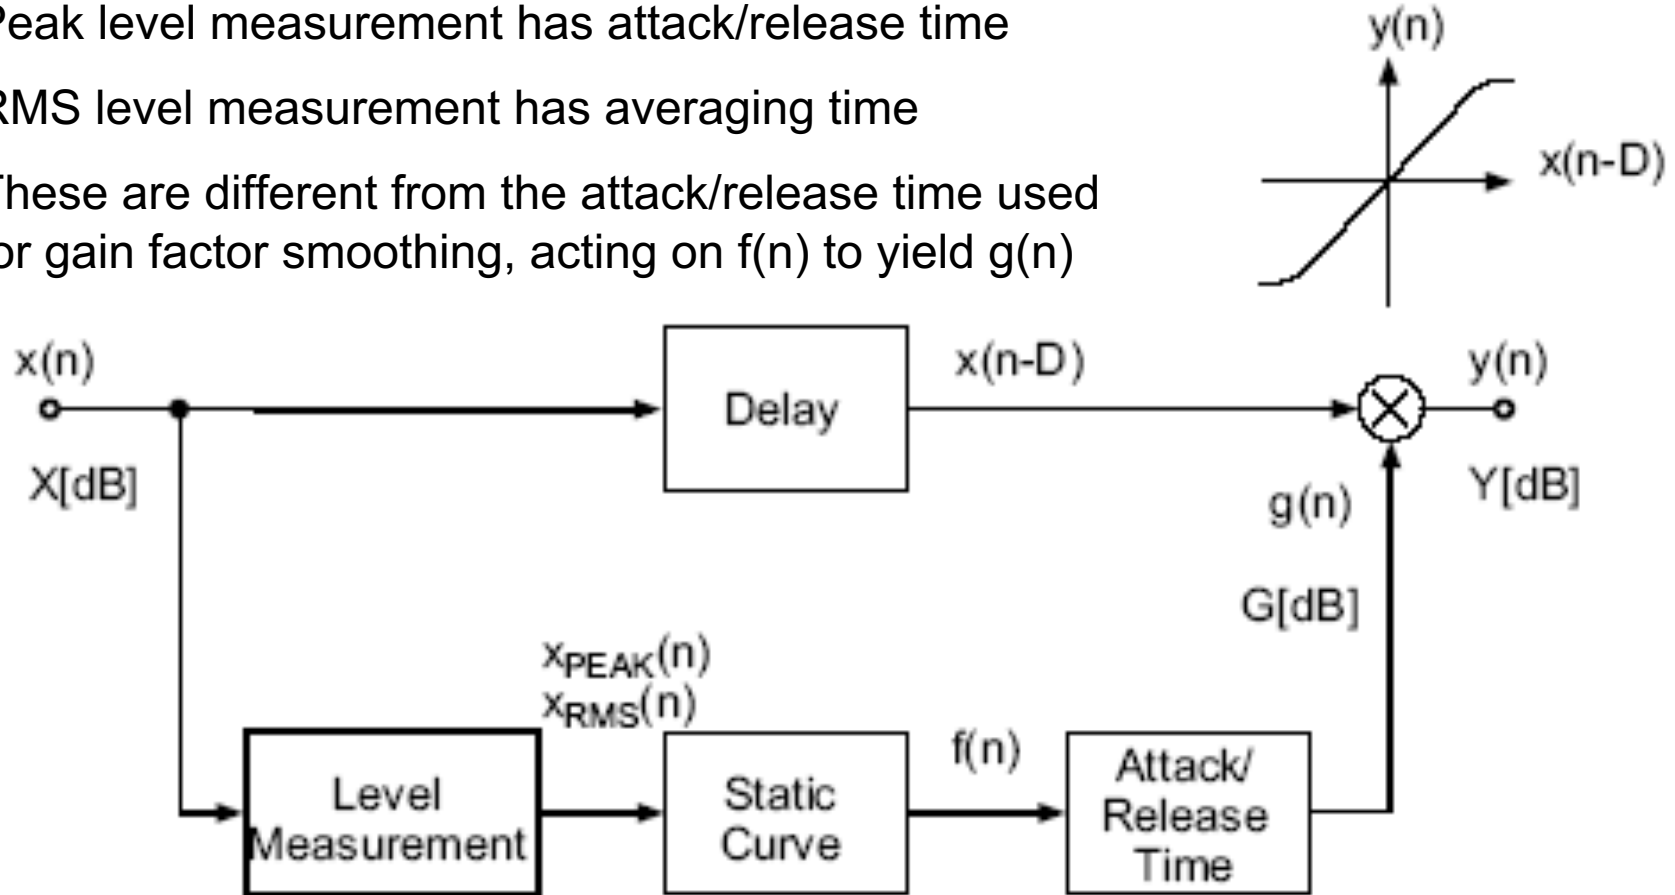 Peak level measurement has attack/release time
RMS level measurement has averaging time
These are different from the attack/release time used
for gain factor smoothing, acting on f(n) to yield g(n)
y(n)
x(n-D)
x(n)
X[dB]
Delay
x(n-D)
y(n)
Y[dB]
g(n)
G[dB]
xPEAK(n)
xRMS(n)
Level
Measurement
Static
Curve
f(n)
Attack/
Release
Time